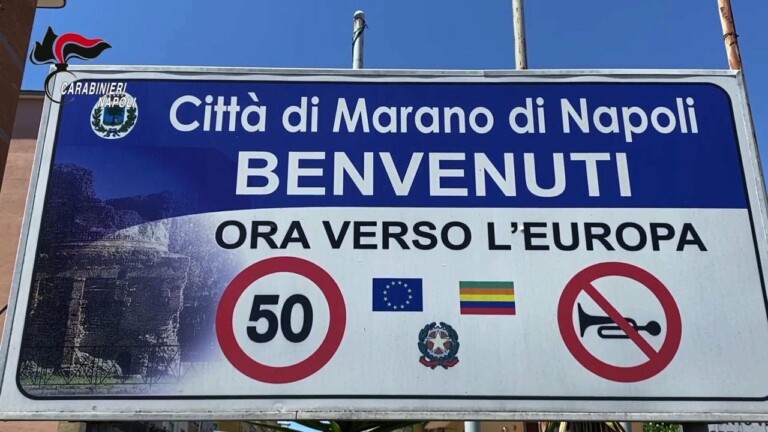 CARABINIERI
NAPOLI
Città di Marano di Napoli
BENVENUTI
ORA VERSO L'EUROPA
50